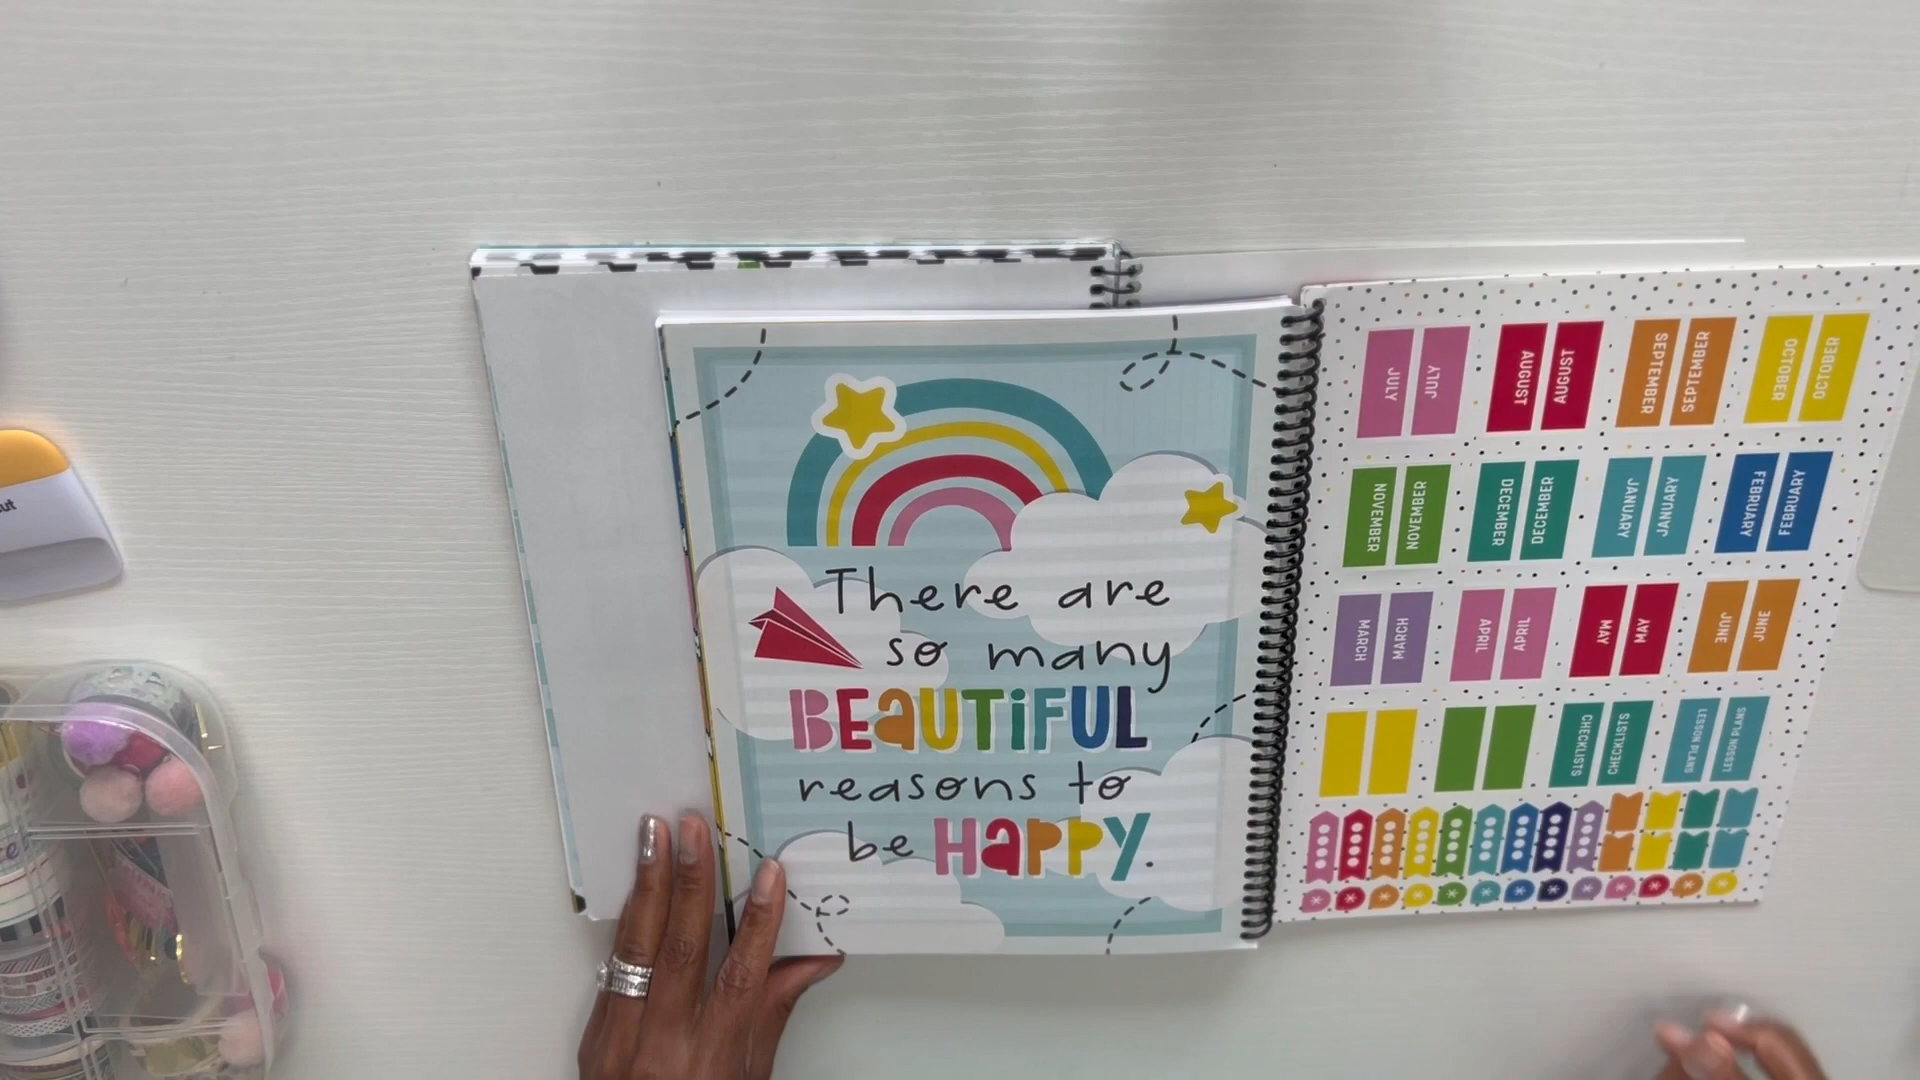 There are
so many
BEAUTIFUL
reasons to
be HAPPY.
JULY JULY AUGUST AUGUST SEPTEMBER SEPTEMBER OCTOBER OCTOBER
NOVEMBER NOVEMBER DECEMBER DECEMBER JANUARY JANUARY FEBRUARY FEBRUARY
MARCH MARCH APRIL APRIL MAY MAY JUNE JUNE
CHECKLISTS CHECKLISTS LESSON PLANS LESSON PLANS